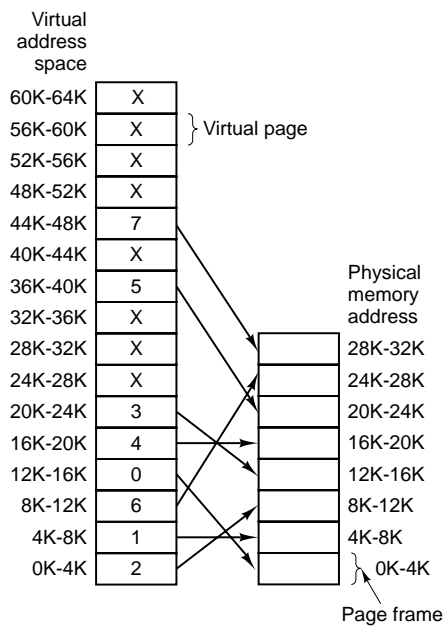 Virtual
address
space
60K-64K X
56K-60K X Virtual page
52K-56K X
48K-52K X
44K-48K 7
40K-44K X
36K-40K 5
32K-36K X
28K-32K X
24K-28K X
20K-24K 3
16K-20K 4
12K-16K 0
8K-12K 6
4K-8K 1
0K-4K 2
Physical
memory
address
28K-32K
24K-28K
20K-24K
16K-20K
12K-16K
8K-12K
4K-8K
0K-4K
Page frame